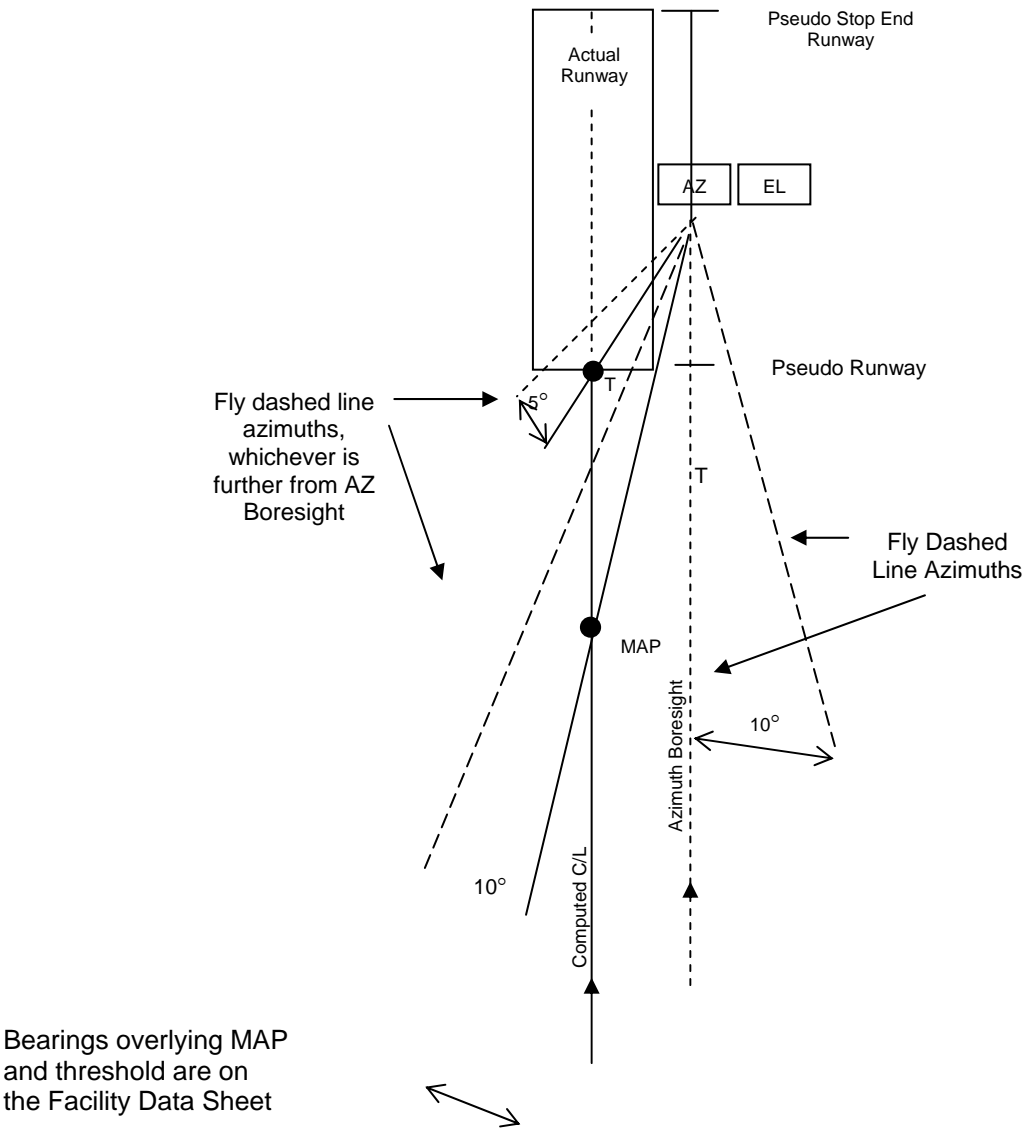 Pseudo Stop End
Runway
Actual
Runway
AZ
EL
Pseudo Runway
T
5°
Fly dashed line
azimuths,
whichever is
further from AZ
Boresight
T
Fly Dashed
Line Azimuths
MAP
Azimuth Boresight
10°
10°
Computed C/L
Bearings overlying MAP
and threshold are on
the Facility Data Sheet